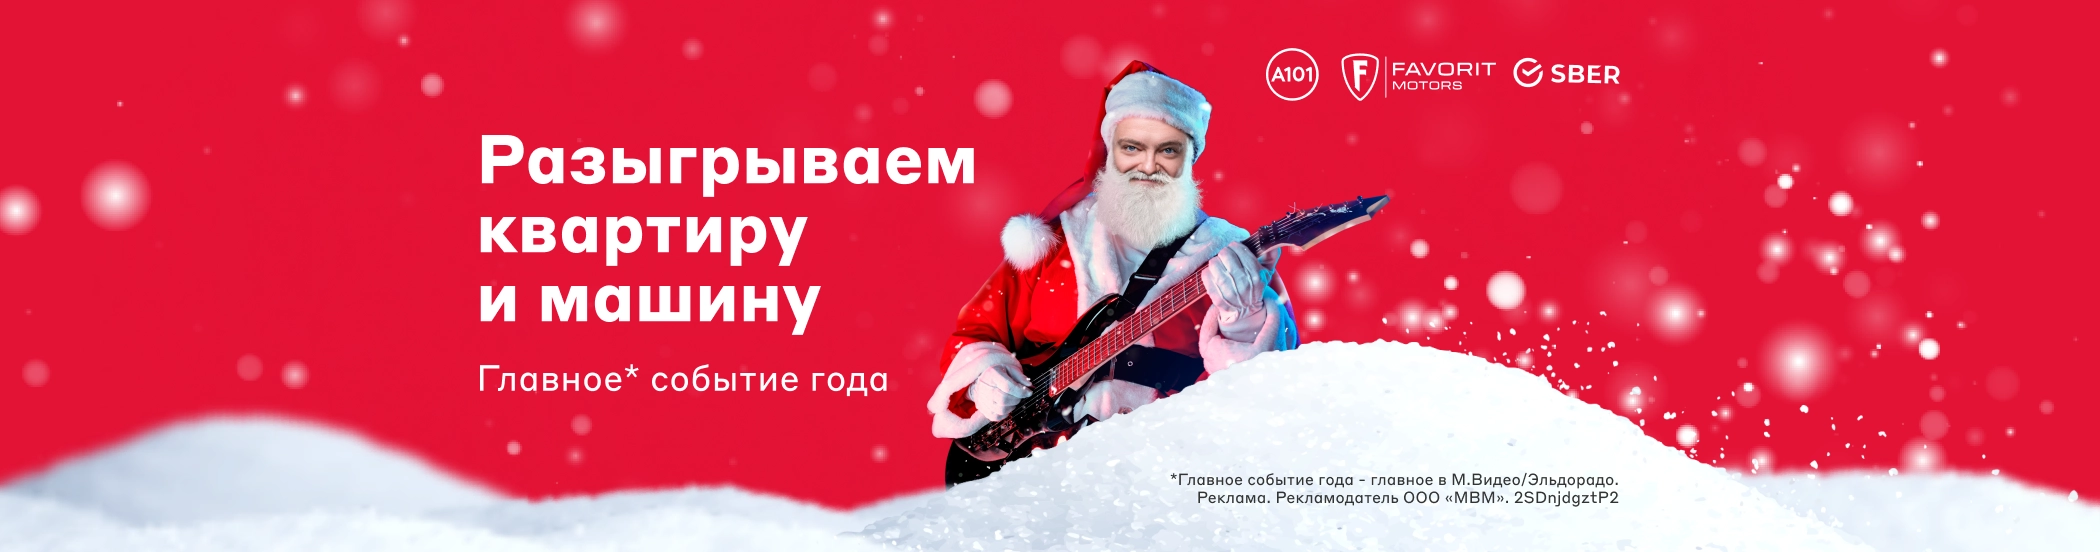 A101
FAVORIT
MOTORS
SBER
Разыгрываем
квартиру
и машину
Главное* событие года
*Главное событие года - главное в М.Видео/Эльдорадо.
Реклама. Рекламодатель ООО «МВМ». 2SDnjdgztP2